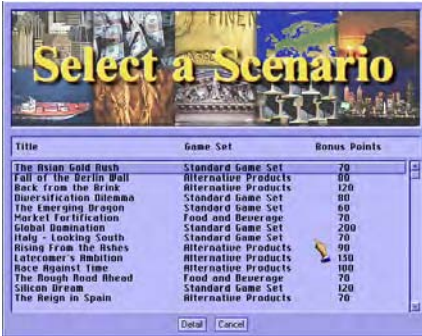 Select a Scenario
Title Game Set Bonus Points
The Asian Gold Rush Standard Game Set 70
Fall of the Berlin Wall Alternative Products 80
Back from the Brink Alternative Products 120
Diversification Dilemma Standard Game Set 80
The Emerging Dragon Standard Game Set 60
Market Fortification Food and Beverage 70
Global Domination Standard Game Set 200
Italy - Looking South Standard Game Set 70
Rising From the Ashes Alternative Products 90
Latecomer's Ambition Alternative Products 150
Race Against Time Alternative Products 100
The Rough Road Ahead Food and Beverage 70
Silicon Dream Standard Game Set 120
The Reign in Spain Alternative Products 70
Detail Cancel